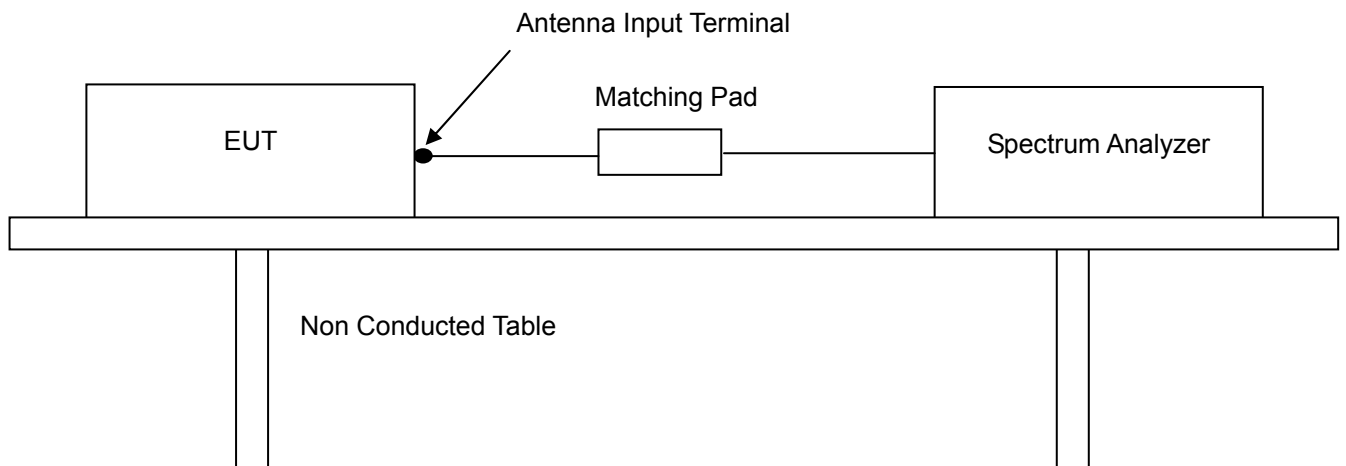 Antenna Input Terminal
Matching Pad
EUT
Spectrum Analyzer
Non Conducted Table